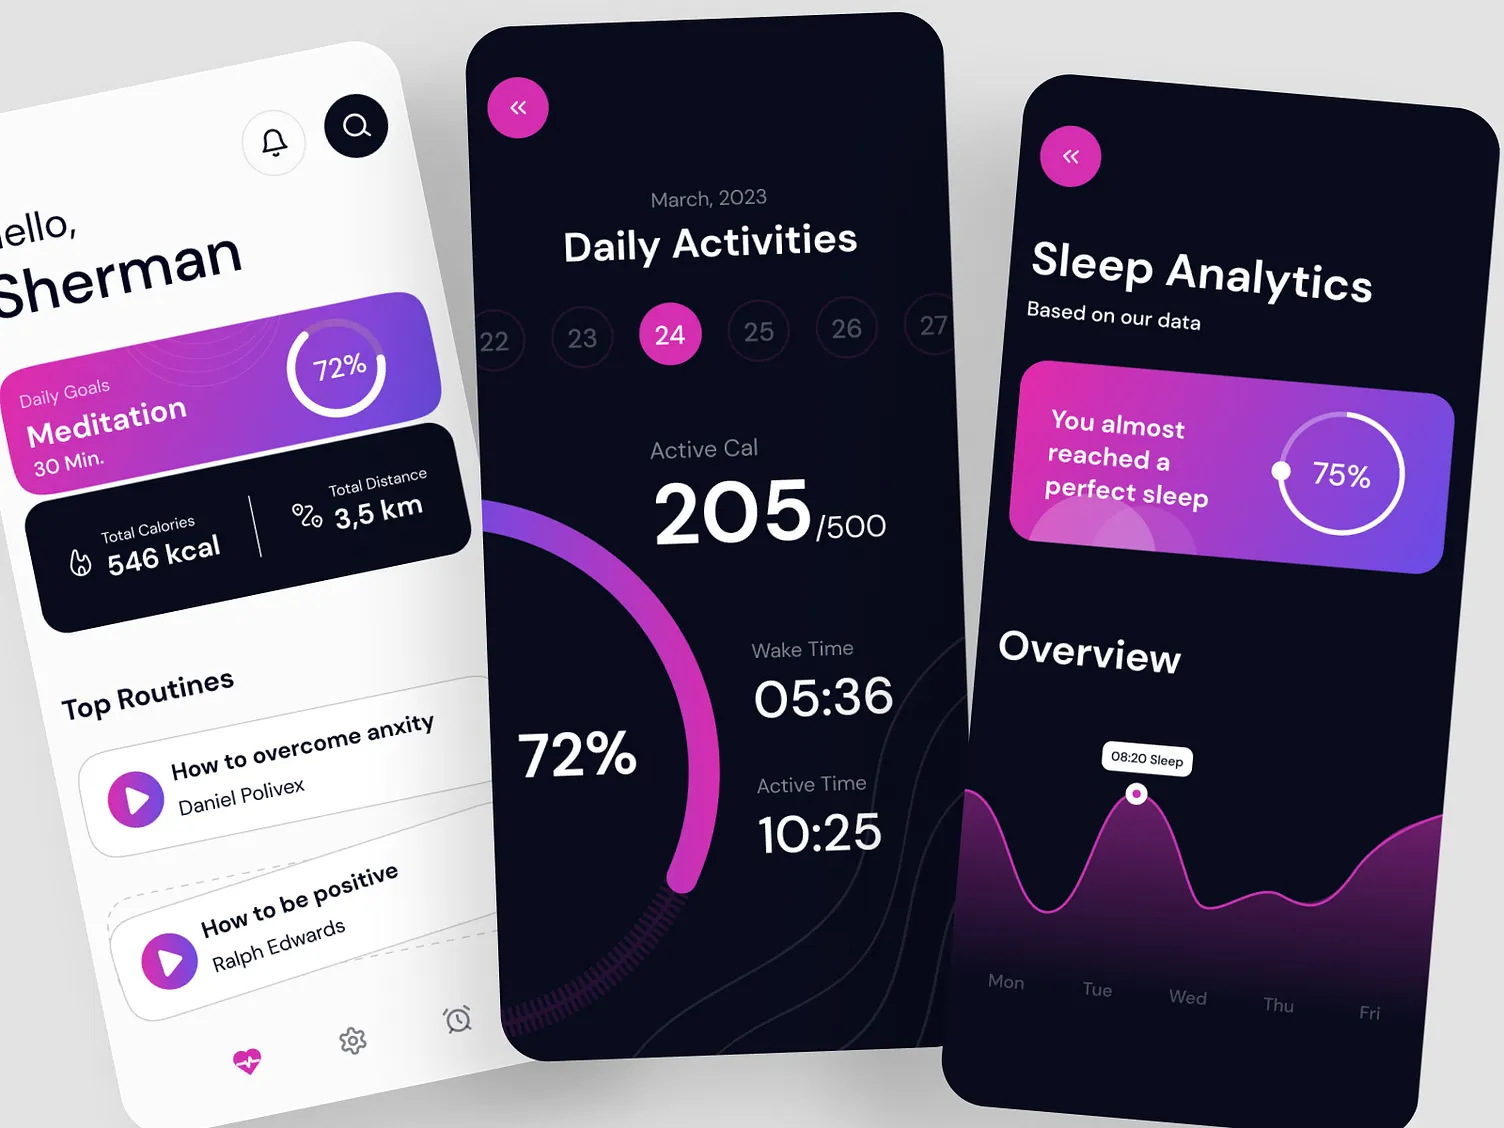 ello,
Sherman
Daily Goals
Meditation
30 Min.
72%
Total Calories
546 kcal
Total Distance
3,5 km
Top Routines
How to overcome anxity
Daniel Polivex
How to be positive
Ralph Edwards
March, 2023
Daily Activities
22 23 24 25 26 27
Active Cal
205/500
72%
Wake Time
05:36
Active Time
10:25
Sleep Analytics
Based on our data
You almost
reached a
perfect sleep
75%
Overview
08:20 Sleep
Mon Tue Wed Thu Fri